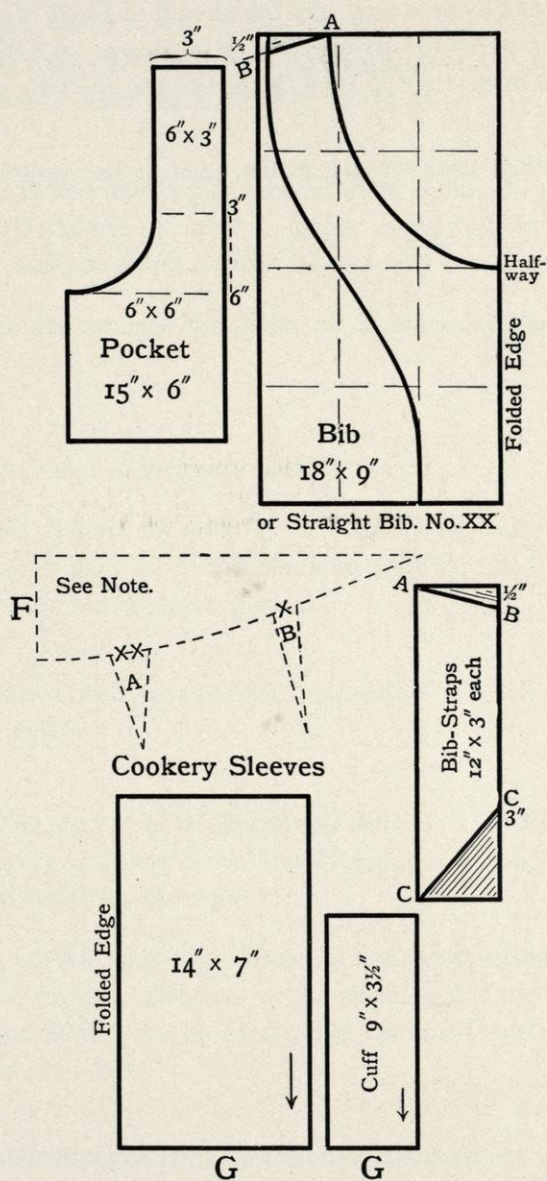 3"
6" x 3"
3"
6"
6" x 6"
Pocket
15" x 6"
½"
A
B
Half-
way
Folded Edge
Bib
18" x 9"
or Straight Bib. No.XX
See Note.
F
X X
A
X
B
A
½"
B
Bib-Straps
12" x 3" each
C
3"
C
Cookery Sleeves
Folded Edge
14" x 7"
G
Cuff 9" x 3½"
G